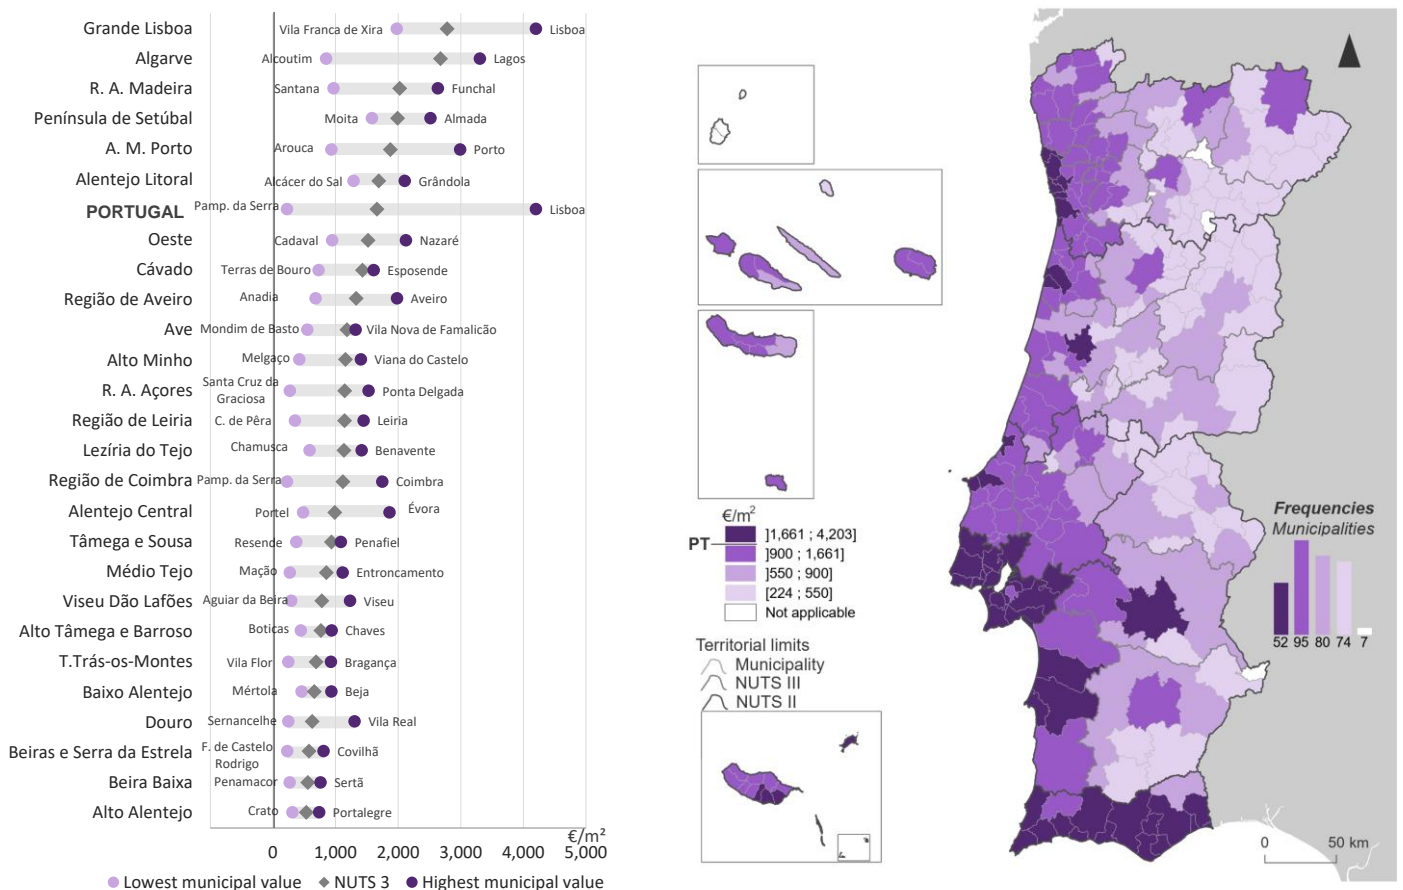 Grande Lisboa Vila Franca de Xira Lisboa
Algarve Alcoutim Lagos
R. A. Madeira Santana Funchal
Península de Setúbal Moita Almada
A. M. Porto Arouca Porto
Alentejo Litoral Alcácer do Sal Grândola
PORTUGAL Pamp. da Serra Lisboa
Oeste Cadaval Nazaré
Cávado Terras de Bouro Esposende
Região de Aveiro Anadia Aveiro
Ave Mondim de Basto Vila Nova de Famalicão
Alto Minho Melgaço Viana do Castelo
R. A. Açores Santa Cruz da Graciosa Ponta Delgada
Região de Leiria C. de Pêra Leiria
Lezíria do Tejo Chamusca Benavente
Região de Coimbra Pamp. da Serra Coimbra
Alentejo Central Portel Évora
Tâmega e Sousa Resende Penafiel
Médio Tejo Mação Entroncamento
Viseu Dão Lafões Aguiar da Beira Viseu
Alto Tâmega e Barroso Boticas Chaves
T.Trás-os-Montes Vila Flor Bragança
Baixo Alentejo Mértola Beja
Douro Sernancelhe Vila Real
Beiras e Serra da Estrela F. de Castelo Rodrigo Covilhã
Beira Baixa Penamacor Sertã
Alto Alentejo Crato Portalegre
€/m²
0 1,000 2,000 3,000 4,000 5,000
Lowest municipal value NUTS 3 Highest municipal value
€/m²
PT
]1,661 ; 4,203]
]900 ; 1,661]
]550 ; 900]
[224 ; 550]
Not applicable
Territorial limits
Municipality
NUTS III
NUTS II
Frequencies
Municipalities
52 95 80 74 7
0 50 km